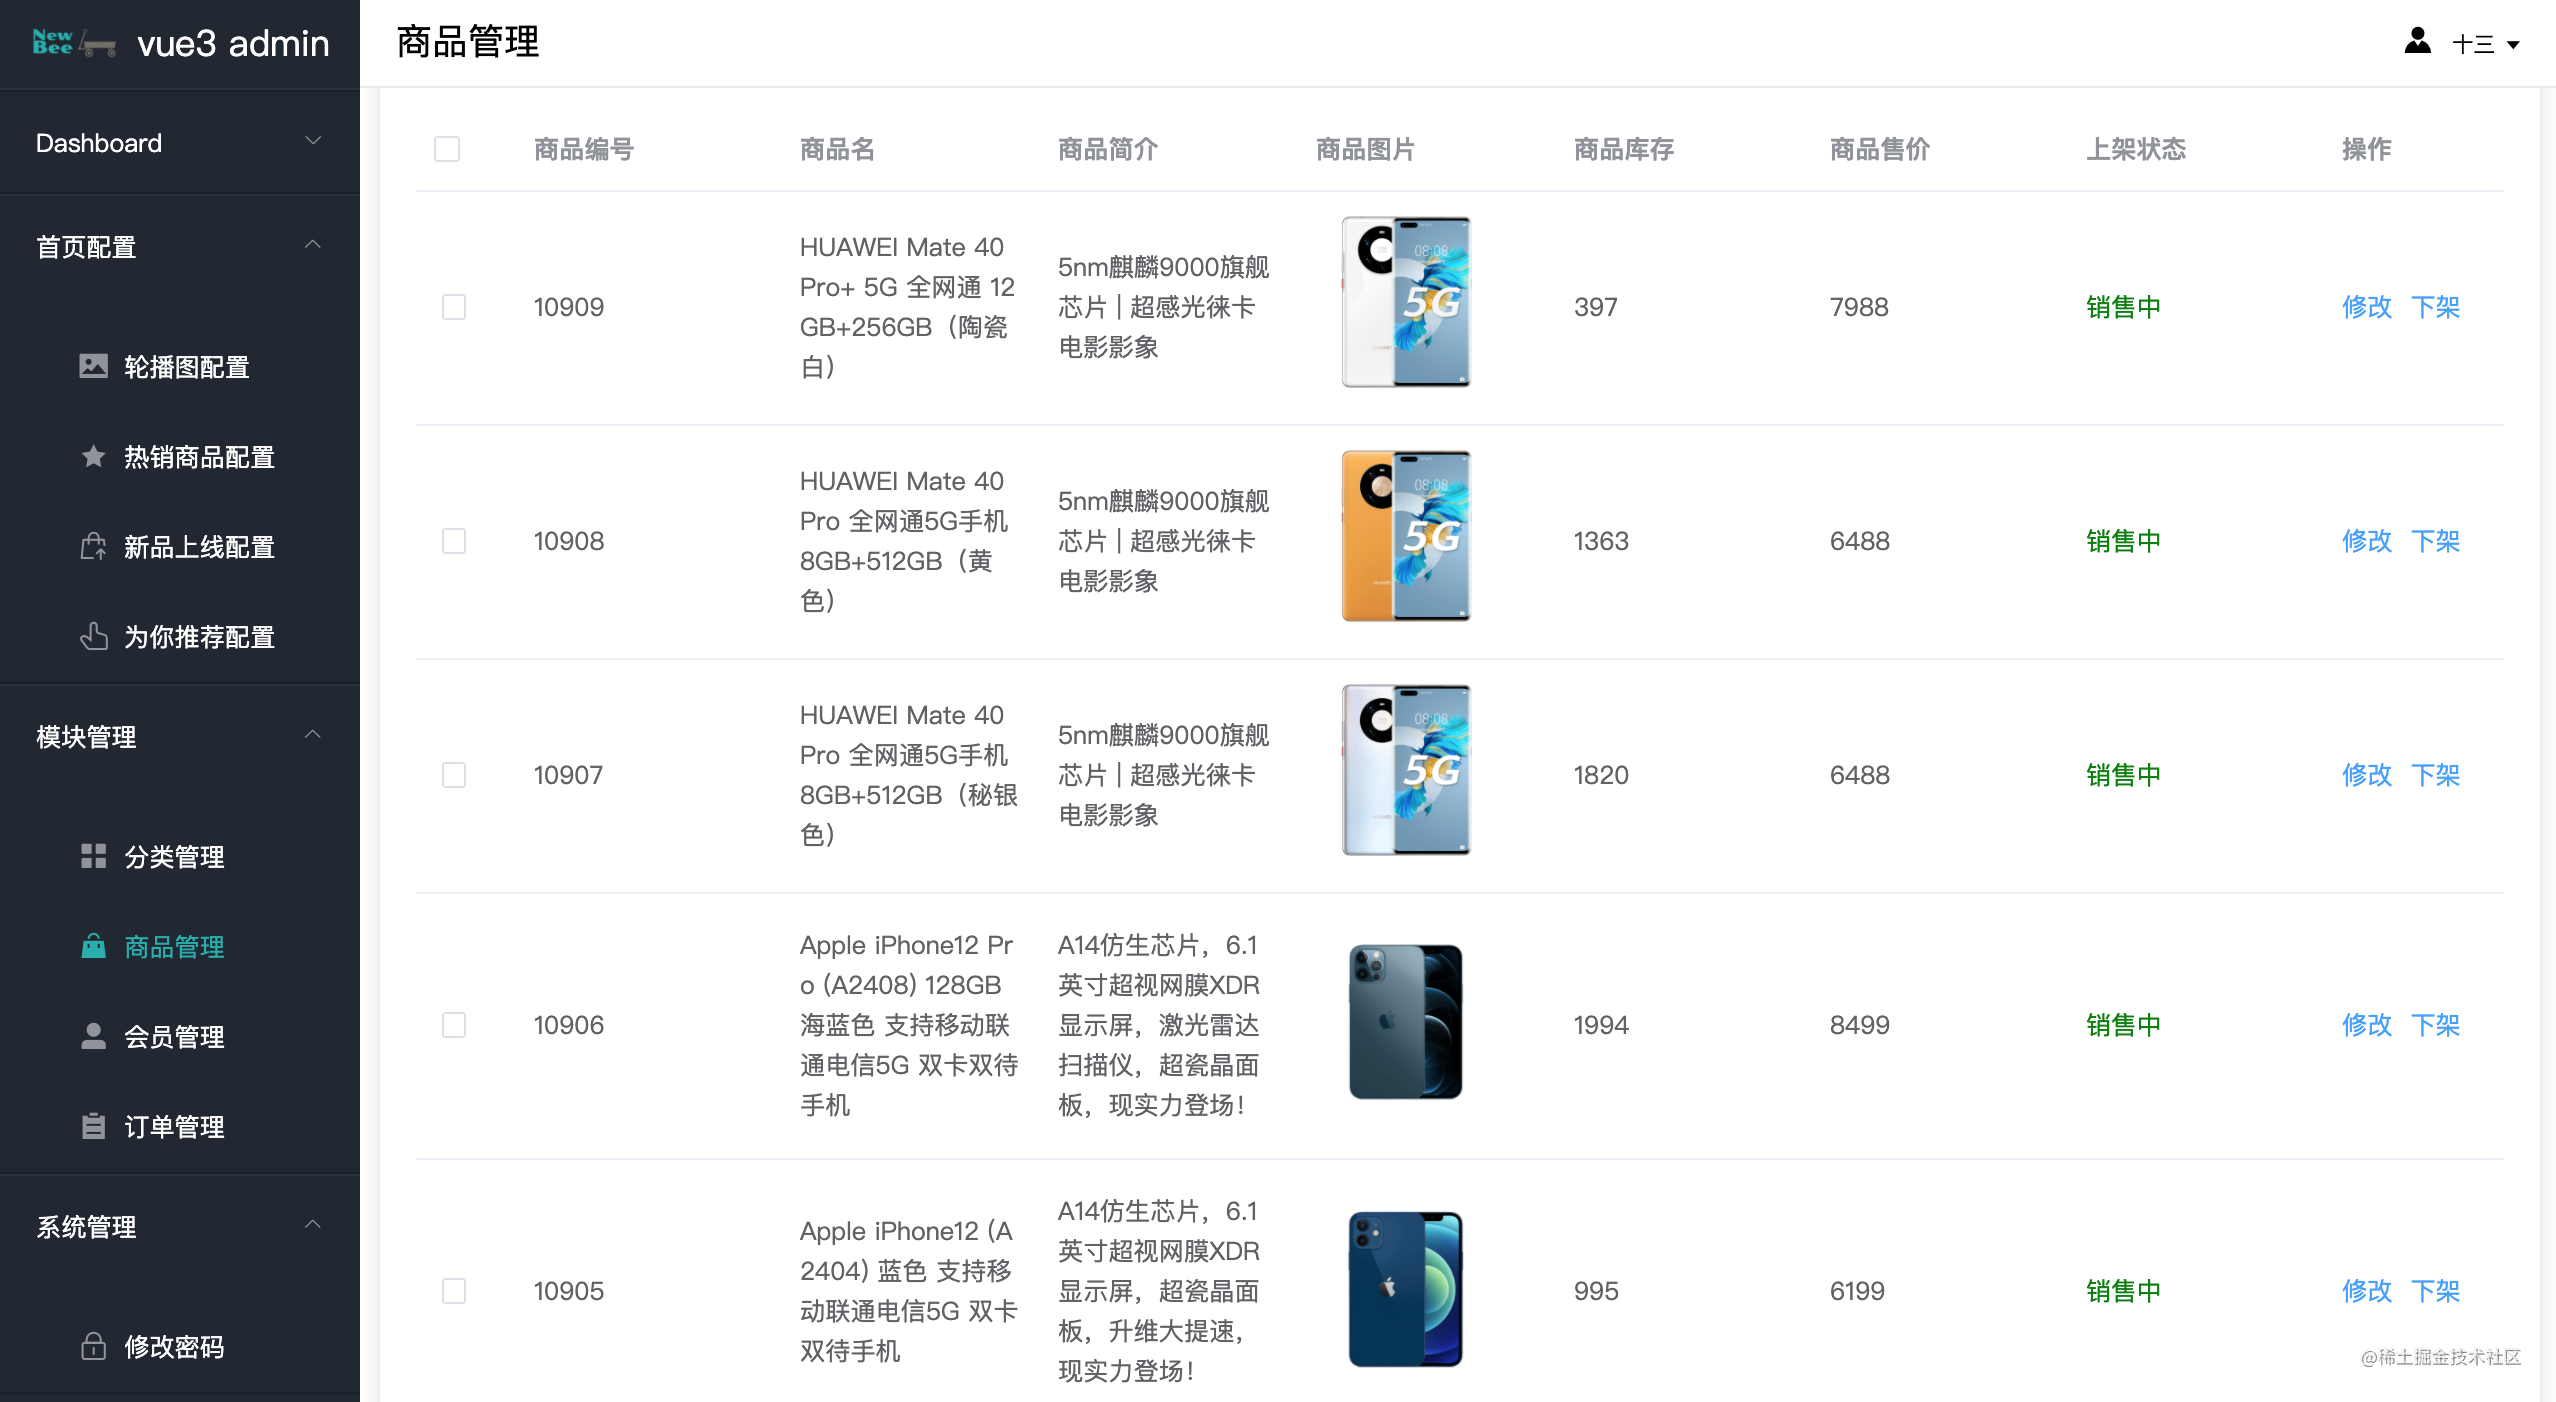 New Bee vue3 admin
商品管理
十三
Dashboard
首页配置
轮播图配置
热销商品配置
新品上线配置
为你推荐配置
模块管理
分类管理
商品管理
会员管理
订单管理
系统管理
修改密码
商品编号 商品名 商品简介 商品图片 商品库存 商品售价 上架状态 操作
10909
HUAWEI Mate 40
Pro+ 5G 全网通 12
GB+256GB（陶瓷
白）
5nm麒麟9000旗舰
芯片 | 超感光徕卡
电影影象
08:08
5G
397 7988 销售中 修改 下架
10908
HUAWEI Mate 40
Pro 全网通5G手机
8GB+512GB（黄
色）
5nm麒麟9000旗舰
芯片 | 超感光徕卡
电影影象
08:08
5G
1363 6488 销售中 修改 下架
10907
HUAWEI Mate 40
Pro 全网通5G手机
8GB+512GB（秘银
色）
5nm麒麟9000旗舰
芯片 | 超感光徕卡
电影影象
08:08
5G
1820 6488 销售中 修改 下架
10906
Apple iPhone12 Pr
o (A2408) 128GB
海蓝色 支持移动联
通电信5G 双卡双待
手机
A14仿生芯片，6.1
英寸超视网膜XDR
显示屏，激光雷达
扫描仪，超瓷晶面
板，现实力登场！
1994 8499 销售中 修改 下架
10905
Apple iPhone12 (A
2404) 蓝色 支持移
动联通电信5G 双卡
双待手机
A14仿生芯片，6.1
英寸超视网膜XDR
显示屏，超瓷晶面
板，升维大提速，
现实力登场！
995 6199 销售中 修改 下架
@稀土掘金技术社区